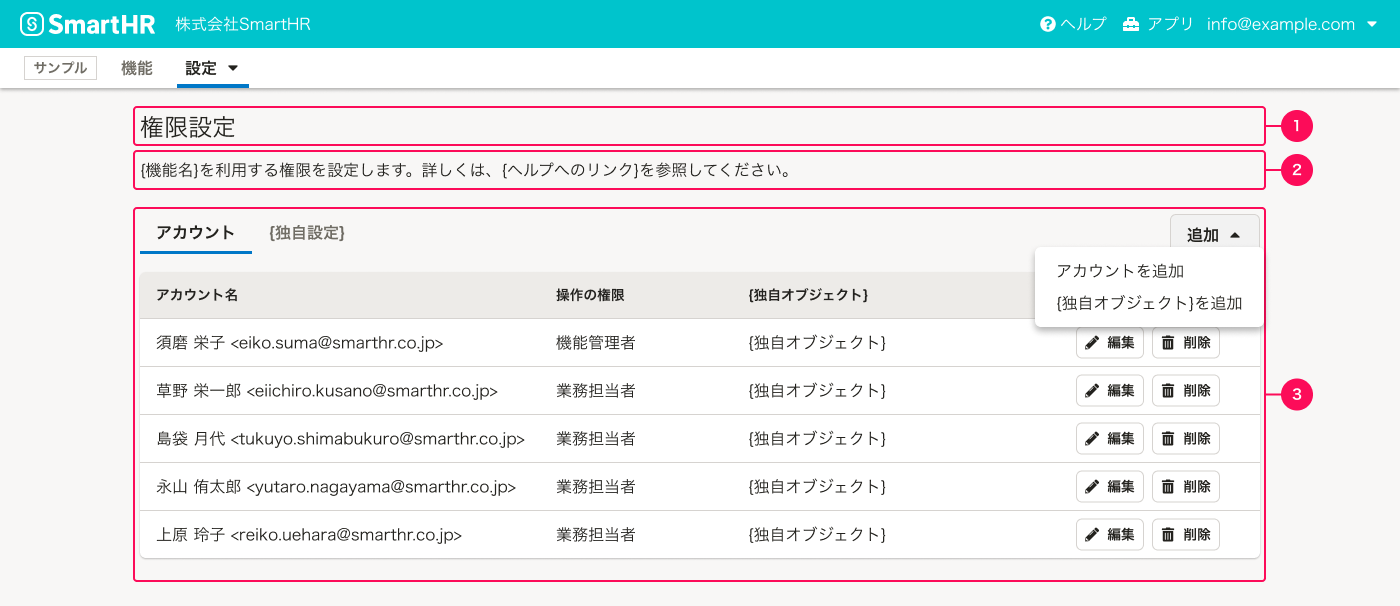 SmartHR 株式会社SmartHR ヘルプ アプリ info@example.com
サンプル 機能 設定
権限設定 1
{機能名}を利用する権限を設定します。詳しくは、{ヘルプへのリンク}を参照してください。 2
アカウント {独自設定} 追加
アカウントを追加
{独自オブジェクト}を追加
アカウント名 操作の権限 {独自オブジェクト}
須磨 栄子 <eiko.suma@smarthr.co.jp> 機能管理者 {独自オブジェクト} 編集 削除
草野 栄一郎 <eiichiro.kusano@smarthr.co.jp> 業務担当者 {独自オブジェクト} 編集 削除
3
島袋 月代 <tukuyo.shimabukuro@smarthr.co.jp> 業務担当者 {独自オブジェクト} 編集 削除
永山 侑太郎 <yutaro.nagayama@smarthr.co.jp> 業務担当者 {独自オブジェクト} 編集 削除
上原 玲子 <reiko.uehara@smarthr.co.jp> 業務担当者 {独自オブジェクト} 編集 削除